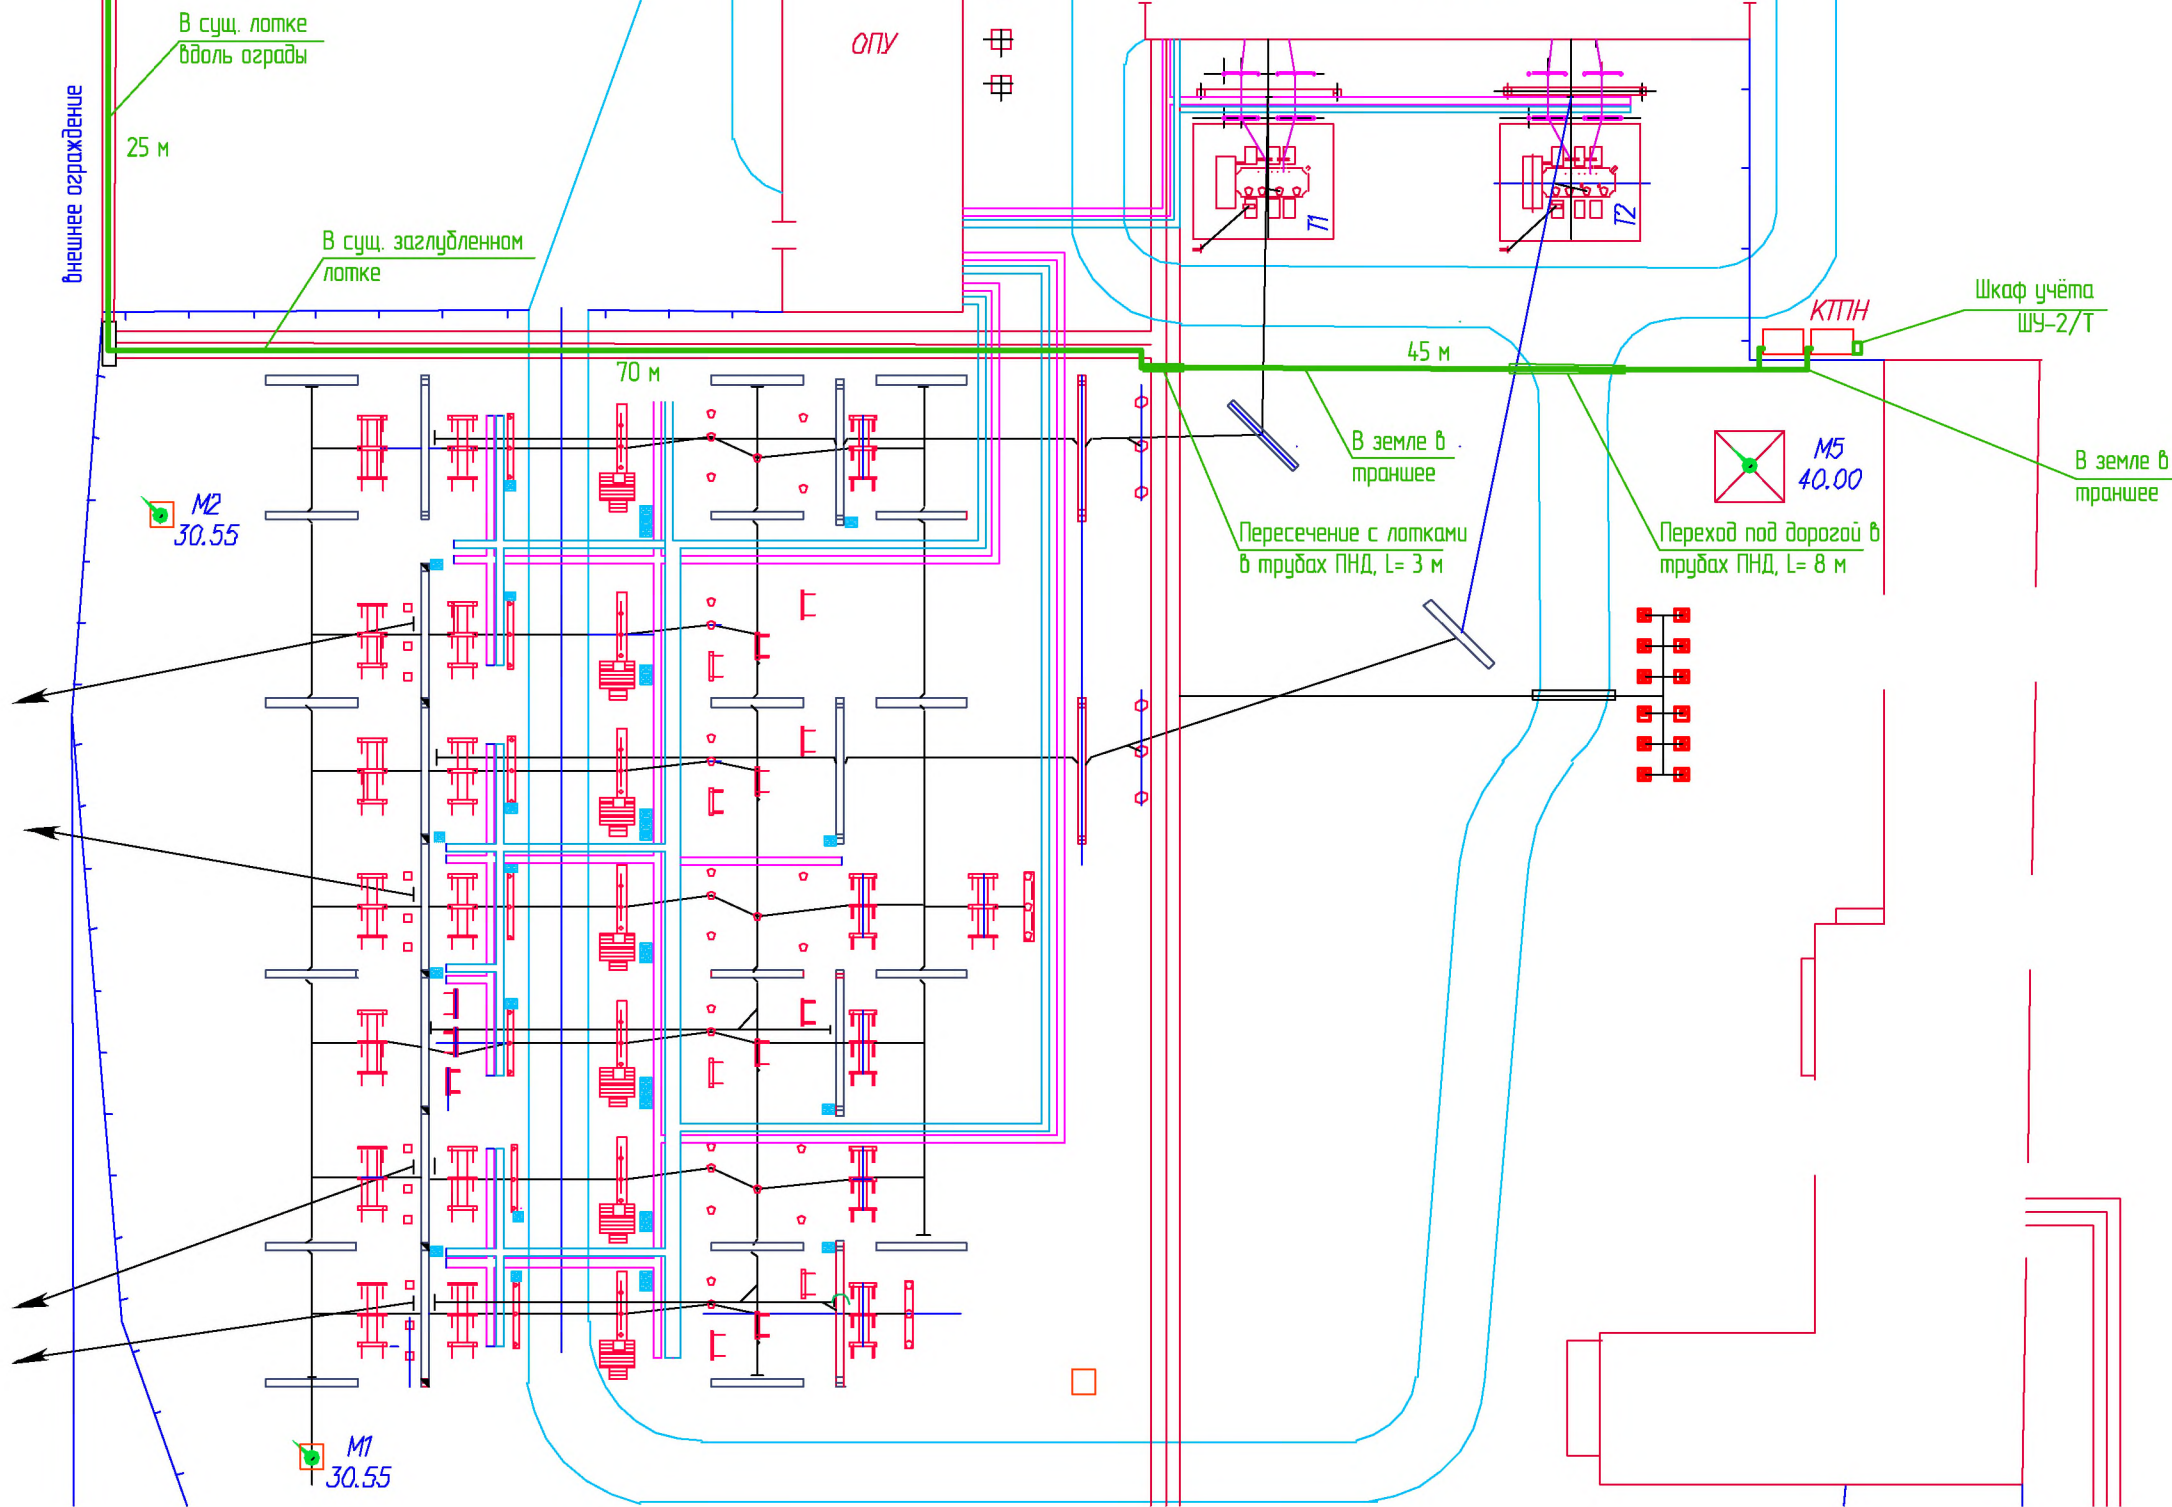 В сущ. лотке
вдоль ограды
ОПУ
внешнее ограждение
25 м
Т1
Т2
В сущ. заглубленном
лотке
Шкаф учёта
ШУ-2/Т
КТПН
70 м
45 м
В земле в
траншее
М5
40.00
В земле в
траншее
М2
30.55
Пересечение с лотками
в трубах ПНД, L= 3 м
Переход под дорогой в
трубах ПНД, L= 8 м
М1
30.55